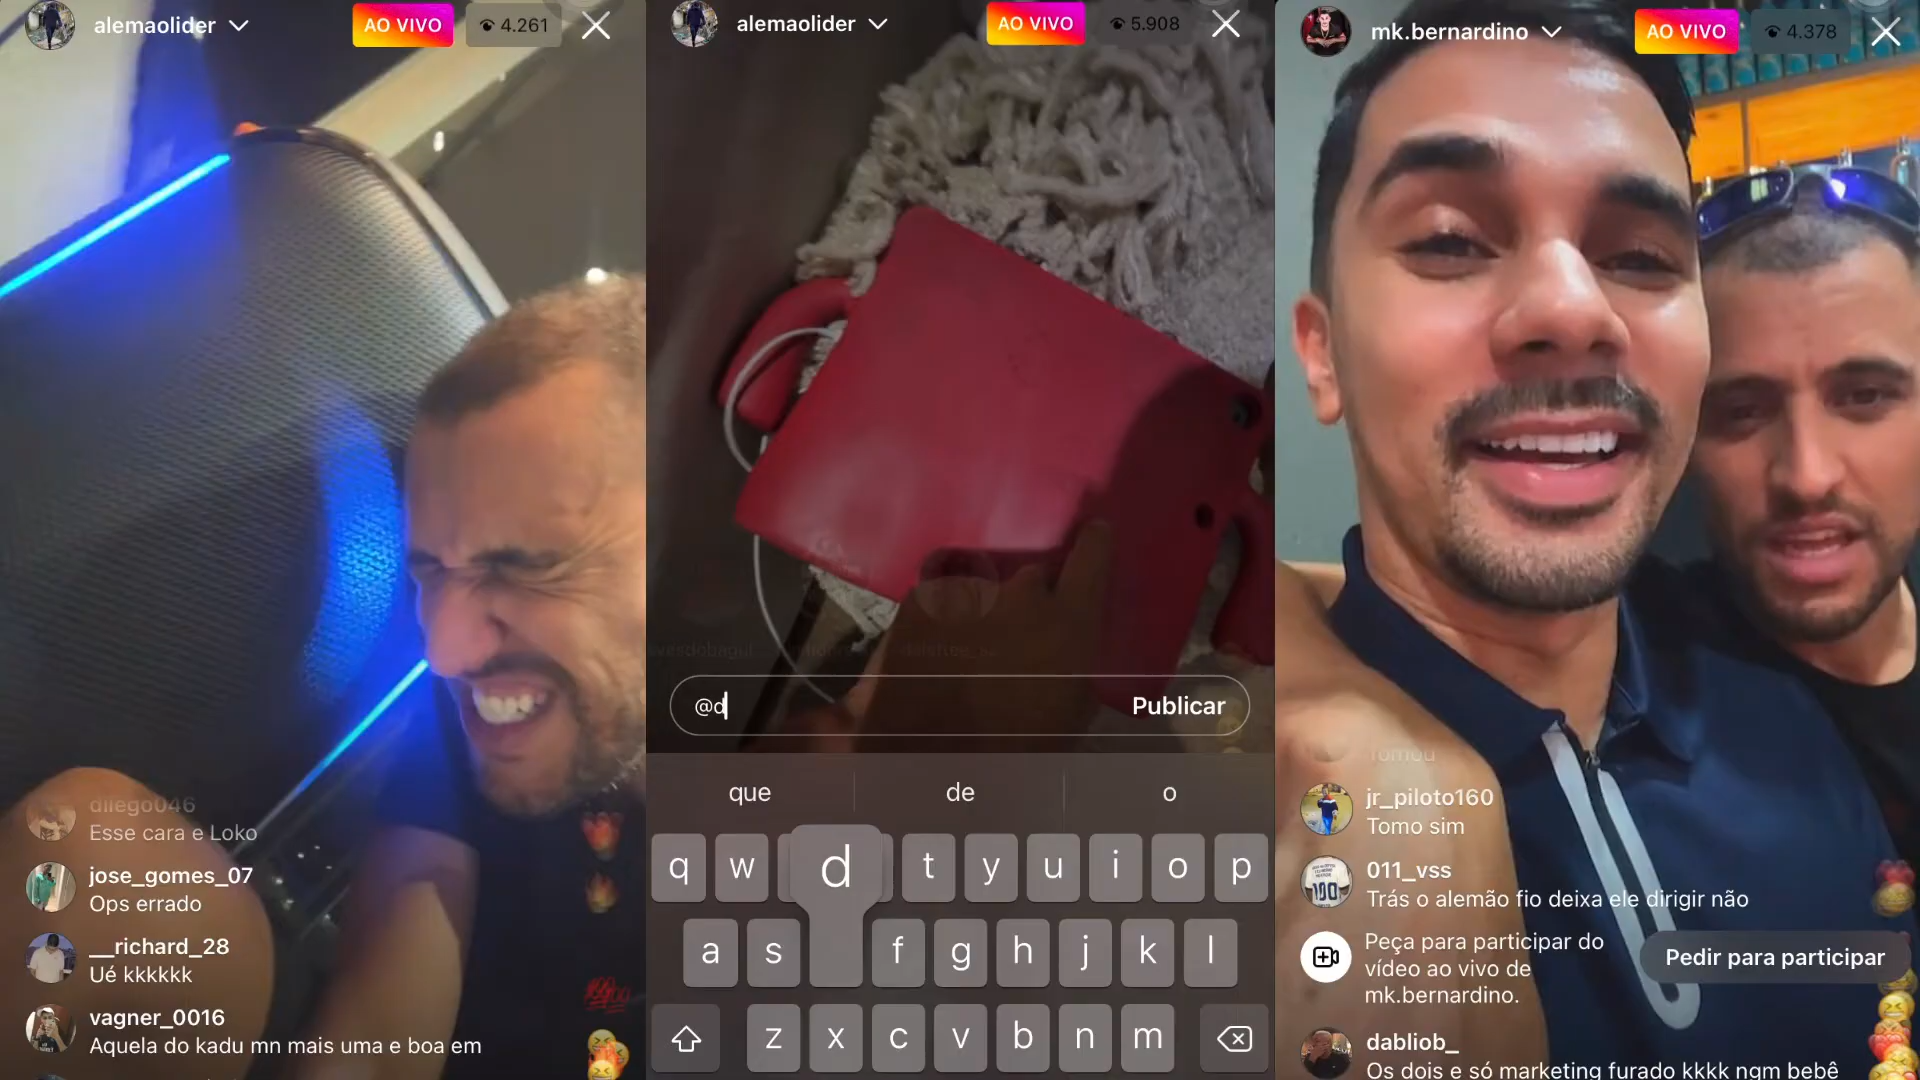 alemaolider
AO VIVO
4.261
diiego046
Esse cara e Loko
jose_gomes_07
Ops errado
__richard_28
Ué kkkkkk
vagner_0016
Aquela do kadu mn mais uma e boa em
alemaolider
AO VIVO
5.908
@d
Publicar
que de o
q w d t y u i o p
a s f g h j k l
z x c v b n m
mk.bernardino
AO VIVO
4.378
Tomou
jr_piloto160
Tomo sim
011_vss
Trás o alemão fio deixa ele dirigir não
Peça para participar do
vídeo ao vivo de
mk.bernardino.
Pedir para participar
dabliob_
Os dois e só marketing furado kkkk ngm bebê